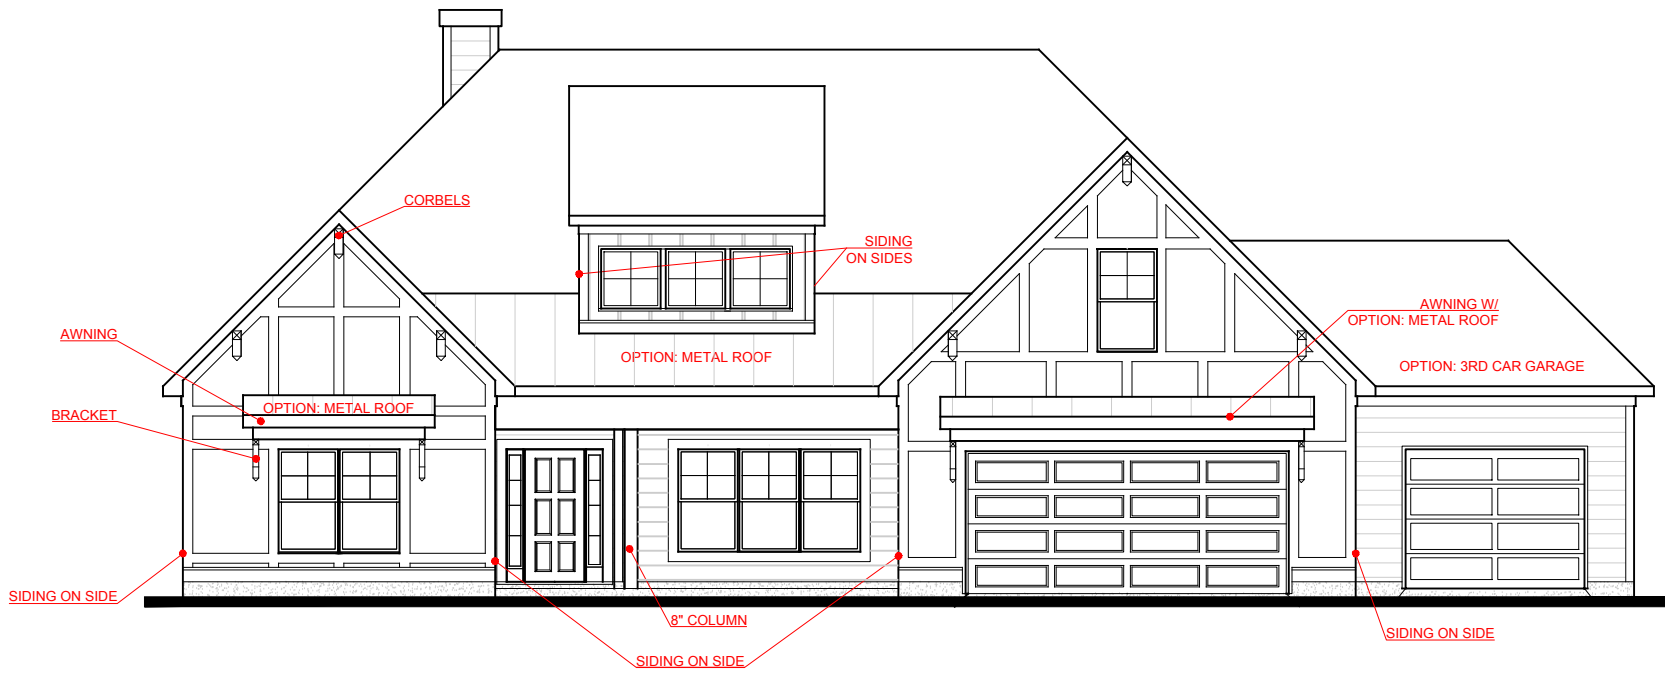 CORBELS
SIDING
ON SIDES
AWNING W/
OPTION: METAL ROOF
AWNING
OPTION: METAL ROOF
OPTION: 3RD CAR GARAGE
OPTION: METAL ROOF
BRACKET
SIDING ON SIDE
8" COLUMN
SIDING ON SIDE
SIDING ON SIDE